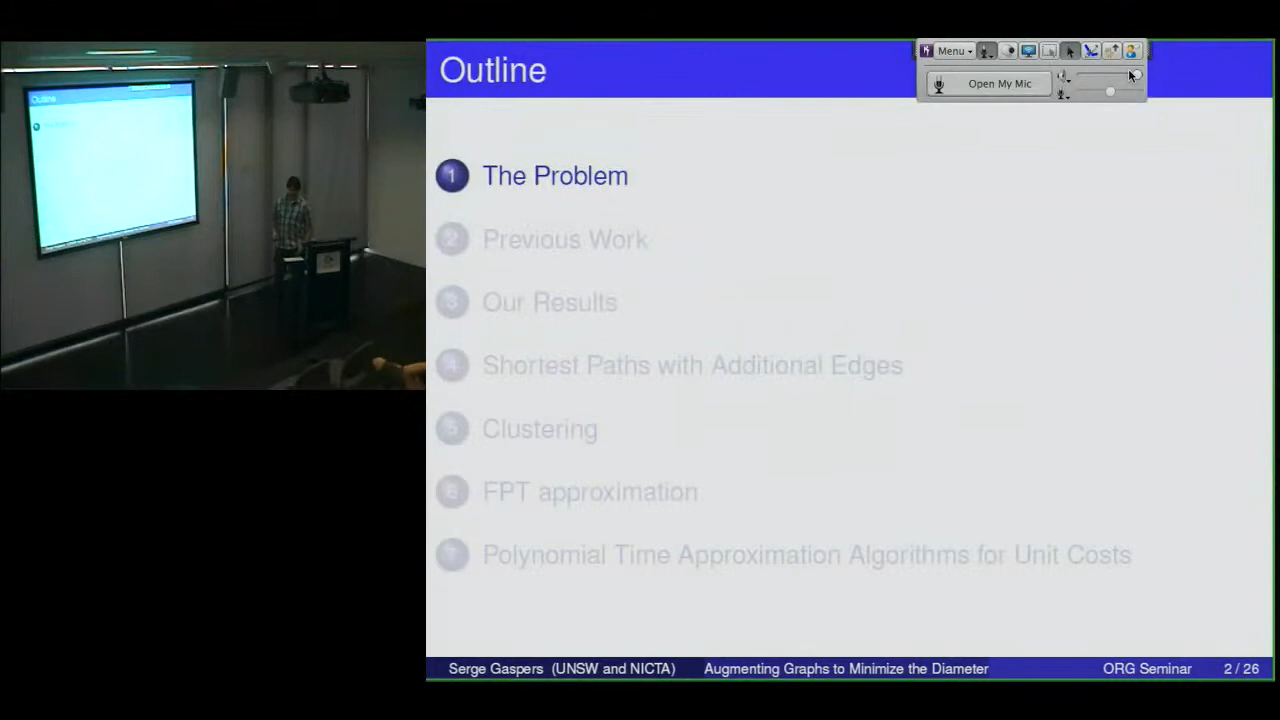 Outline
Menu
Open My Mic
1 The Problem
2 Previous Work
3 Our Results
4 Shortest Paths with Additional Edges
5 Clustering
6 FPT approximation
7 Polynomial Time Approximation Algorithms for Unit Costs
Serge Gaspers (UNSW and NICTA) Augmenting Graphs to Minimize the Diameter ORG Seminar 2 / 26
Outline